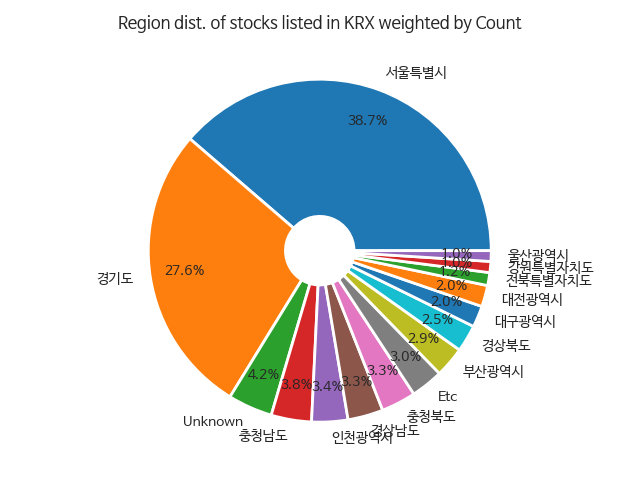 Region dist. of stocks listed in KRX weighted by Count
서울특별시
38.7%
경기도
27.6%
Unknown
4.2%
충청남도
3.8%
인천광역시
3.4%
경상남도
3.3%
충청북도
3.3%
Etc
3.0%
부산광역시
2.9%
경상북도
2.5%
대구광역시
2.0%
대전광역시
2.0%
전북특별자치도
1.2%
강원특별자치도
1.0%
울산광역시
1.0%